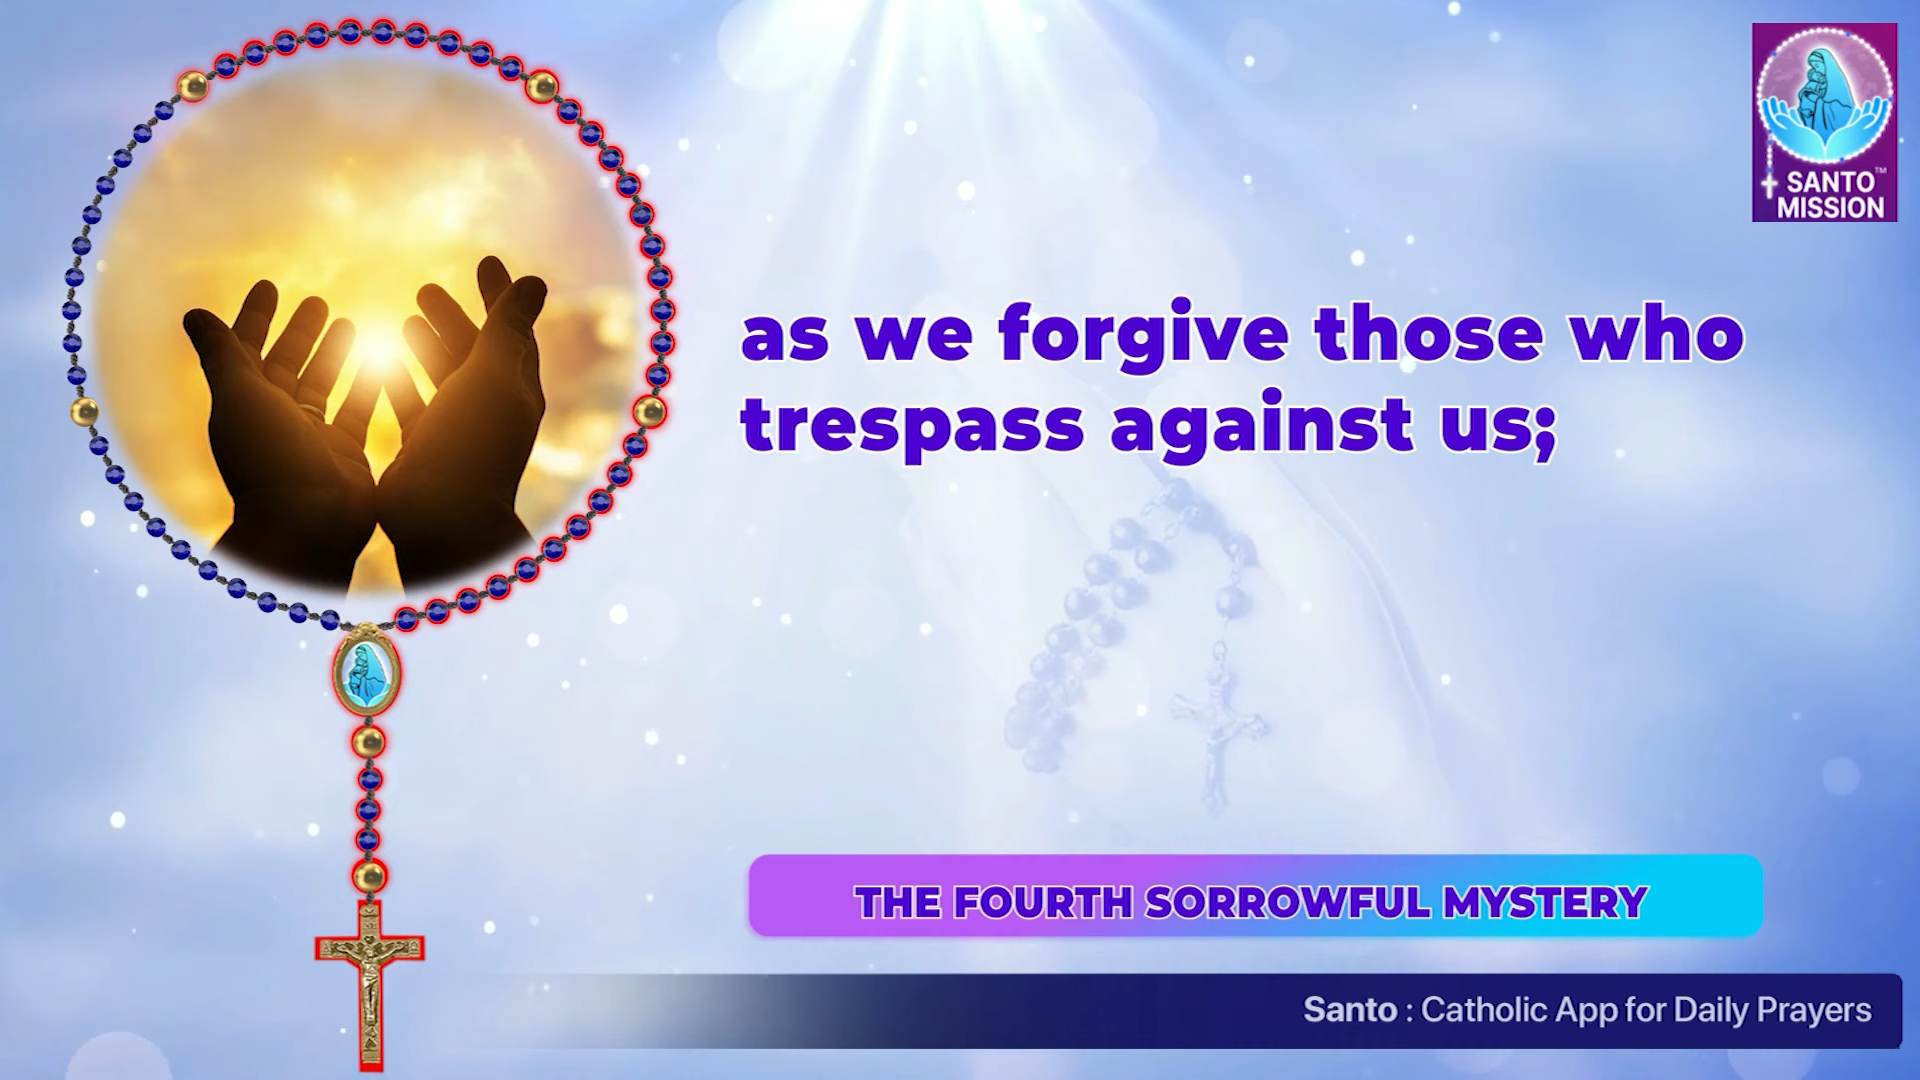 SANTO™
MISSION
as we forgive those who
trespass against us;
THE FOURTH SORROWFUL MYSTERY
Santo : Catholic App for Daily Prayers